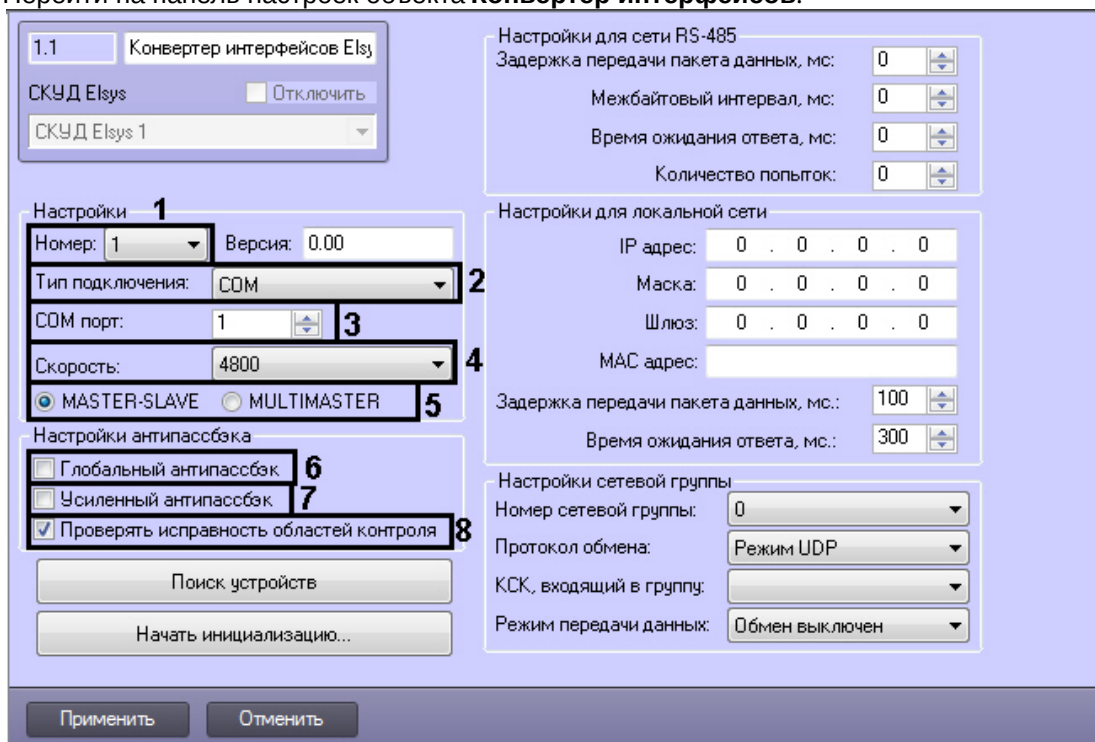 Перейти на панель настроек объекта Конвертер интерфейсов.
1.1 Конвертер интерфейсов Elsy
СКУД Elsys Отключить
СКУД Elsys 1
Настройки 1
Номер: 1 Версия: 0.00
Тип подключения: COM 2
COM порт: 1 3
Скорость: 4800 4
MASTER-SLAVE MULTIMASTER 5
Настройки антипассбэка
Глобальный антипассбэк 6
Усиленный антипассбэк 7
Проверять исправность областей контроля 8
Поиск устройств
Начать инициализацию...
Настройки для сети RS-485
Задержка передачи пакета данных, мс: 0
Межбайтовый интервал, мс: 0
Время ожидания ответа, мс: 0
Количество попыток: 0
Настройки для локальной сети
IP адрес: 0 . 0 . 0 . 0
Маска: 0 . 0 . 0 . 0
Шлюз: 0 . 0 . 0 . 0
MAC адрес:
Задержка передачи пакета данных, мс.: 100
Время ожидания ответа, мс.: 300
Настройки сетевой группы
Номер сетевой группы: 0
Протокол обмена: Режим UDP
КСК, входящий в группу:
Режим передачи данных: Обмен выключен
Применить Отменить